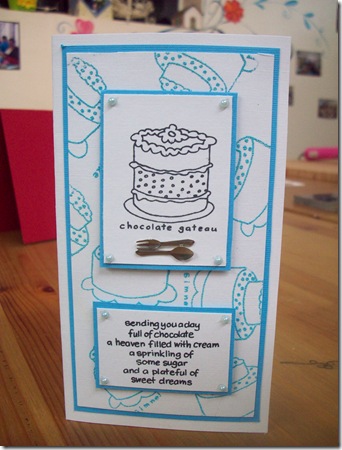 chocolate gateau
Sending you a day
full of chocolate
a heaven filled with cream
a sprinkling of
some sugar
and a plateful of
sweet dreams